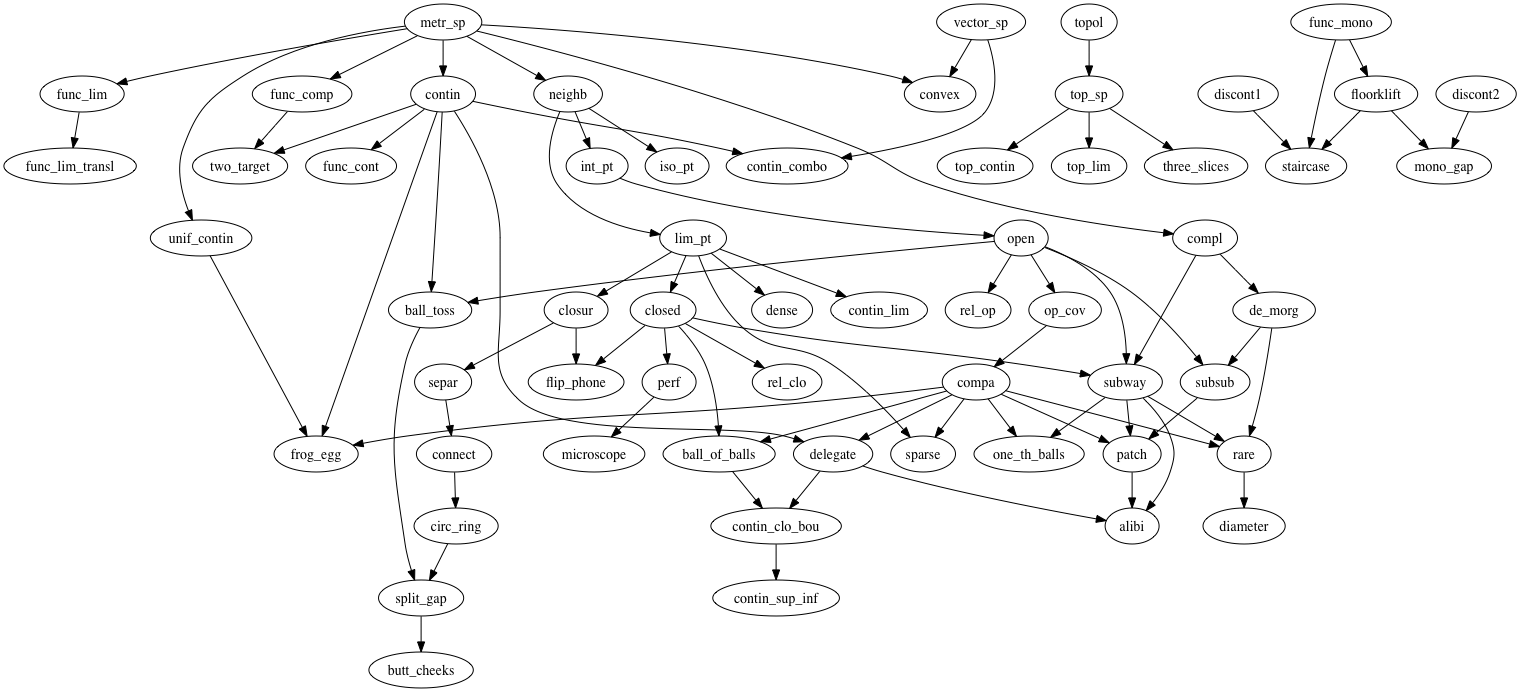 metr_sp
vector_sp
topol
func_mono
func_lim
func_comp
contin
neighb
convex
top_sp
discont1
floorklift
discont2
func_lim_transl
two_target
func_cont
int_pt
iso_pt
contin_combo
top_contin
top_lim
three_slices
staircase
mono_gap
unif_contin
lim_pt
open
compl
ball_toss
closur
closed
dense
contin_lim
rel_op
op_cov
de_morg
separ
flip_phone
perf
rel_clo
compa
subway
subsub
frog_egg
connect
microscope
ball_of_balls
delegate
sparse
one_th_balls
patch
rare
circ_ring
contin_clo_bou
alibi
diameter
split_gap
contin_sup_inf
butt_cheeks